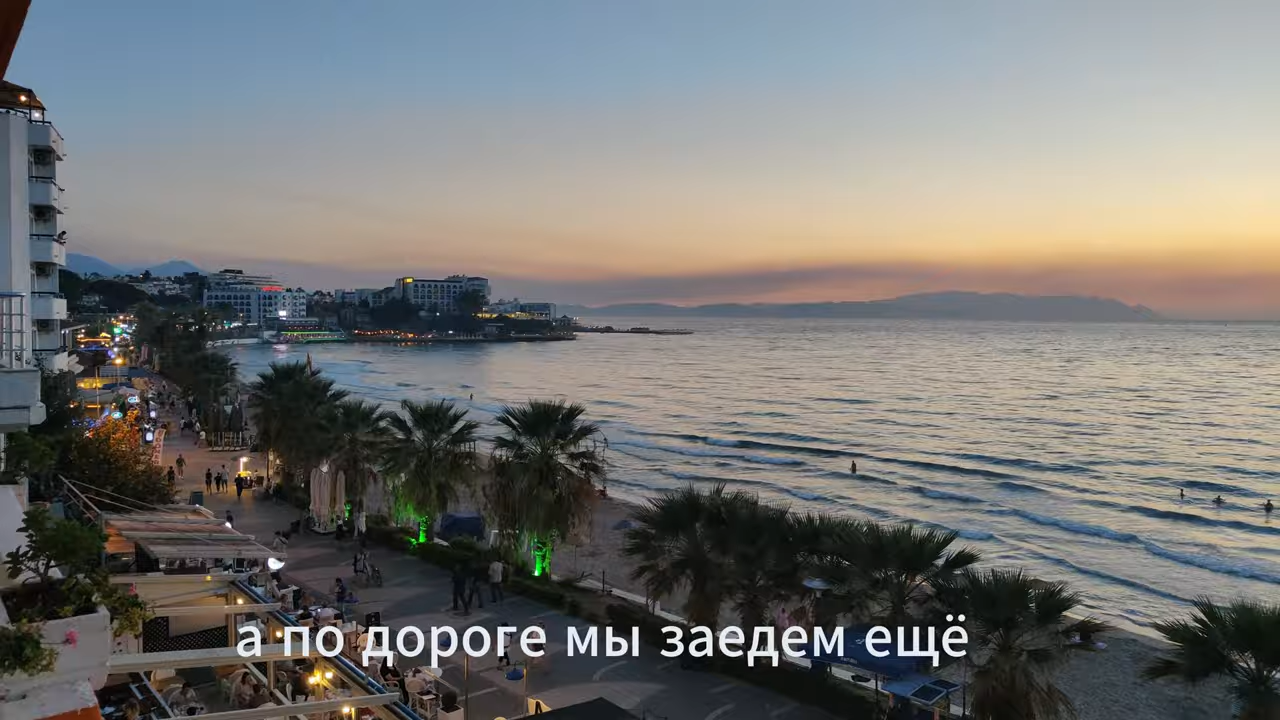 а по дороге мы заедем ещё